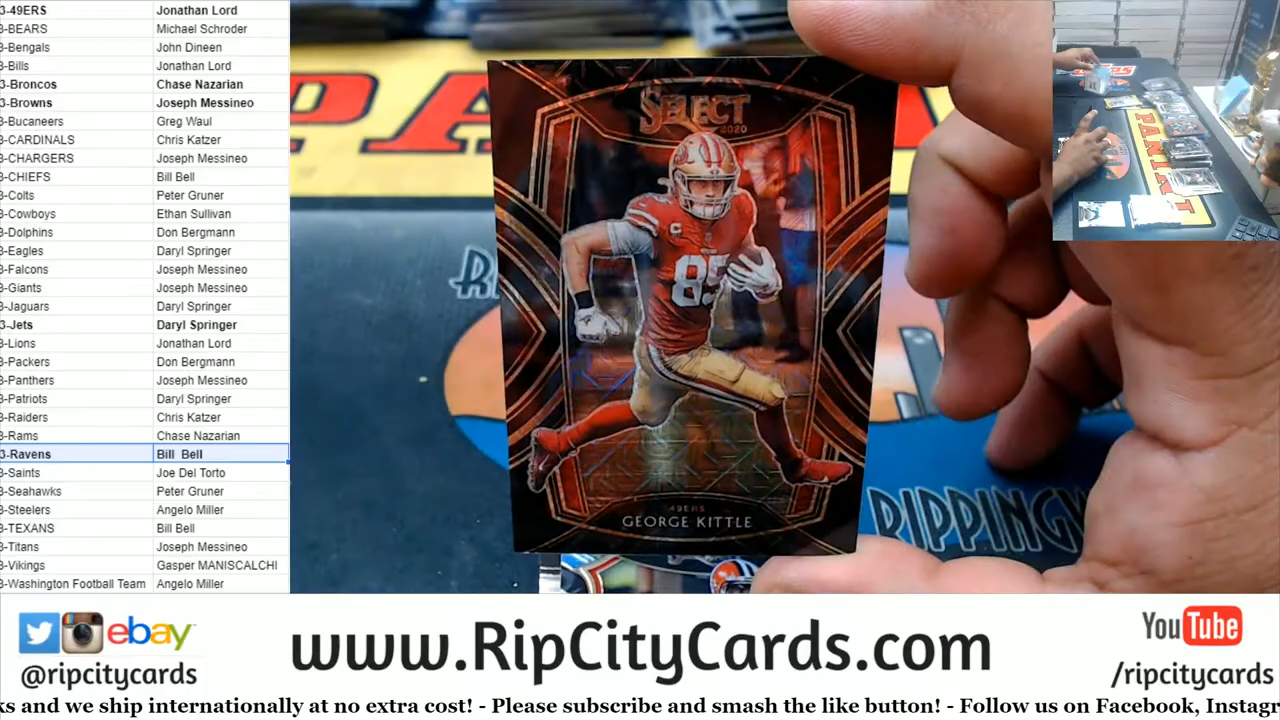 3-49ERS Jonathan Lord
3-BEARS Michael Schroder
3-Bengals John Dineen
3-Bills Jonathan Lord
3-Broncos Chase Nazarian
3-Browns Joseph Messineo
3-Bucaneers Greg Waul
3-CARDINALS Chris Katzer
3-CHARGERS Joseph Messineo
3-CHIEFS Bill Bell
3-Colts Peter Gruner
3-Cowboys Ethan Sullivan
3-Dolphins Don Bergmann
3-Eagles Daryl Springer
3-Falcons Joseph Messineo
3-Giants Joseph Messineo
3-Jaguars Daryl Springer
3-Jets Daryl Springer
3-Lions Jonathan Lord
3-Packers Don Bergmann
3-Panthers Joseph Messineo
3-Patriots Daryl Springer
3-Raiders Chris Katzer
3-Rams Chase Nazarian
3-Ravens Bill Bell
3-Saints Joe Del Torto
3-Seahawks Peter Gruner
3-Steelers Angelo Miller
3-TEXANS Bill Bell
3-Titans Joseph Messineo
3-Vikings Gasper MANISCALCHI
3-Washington Football Team Angelo Miller
PANI
SELECT
2020
85
49ERS
GEORGE KITTLE
RIPPING
PANINI
ebay
@ripcitycards
www.RipCityCards.com
YouTube
/ripcitycards
ks and we ship internationally at no extra cost! - Please subscribe and smash the like button! - Follow us on Facebook, Instagr